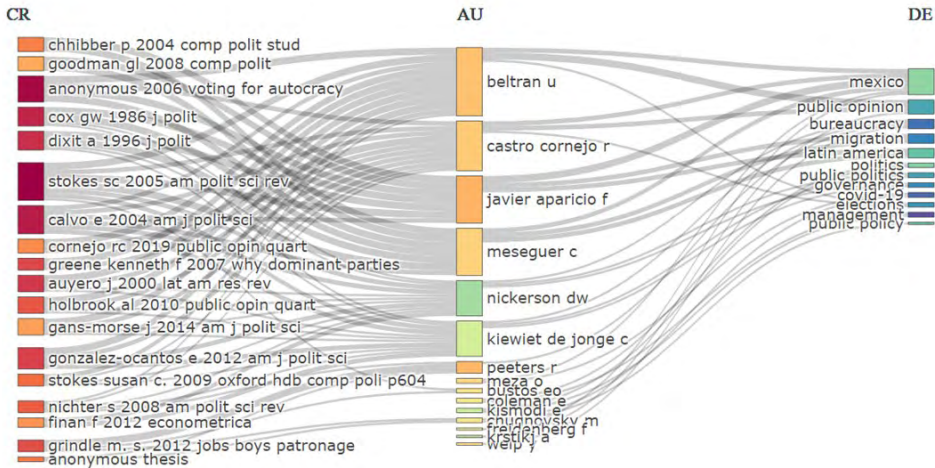 CR
AU
DE
chhibber p 2004 comp polit stud
goodman gl 2008 comp polit
anonymous 2006 voting for autocracy
cox gw 1986 j polit
dixit a 1996 j polit
stokes sc 2005 am polit sci rev
calvo e 2004 am j polit sci
cornejo rc 2019 public opin quart
greene kenneth f 2007 why dominant parties
auyero j 2000 lat am res rev
holbrook al 2010 public opin quart
gans-morse j 2014 am j polit sci
gonzalez-ocantos e 2012 am j polit sci
stokes susan c. 2009 oxford hdb comp poli p604
nichter s 2008 am polit sci rev
finan f 2012 econometrica
grindle m. s. 2012 jobs boys patronage
anonymous thesis
beltran u
castro cornejo r
javier aparicio f
meseguer c
nickerson dw
kiewiet de jonge c
peeters r
meza o
bustos eo
coleman e
kismodi e
chudnovsky m
freidenberg f
krstikj a
welp y
mexico
public opinion
bureaucracy
migration
latin america
politics
public politics
governance
covid-19
elections
management
public policy